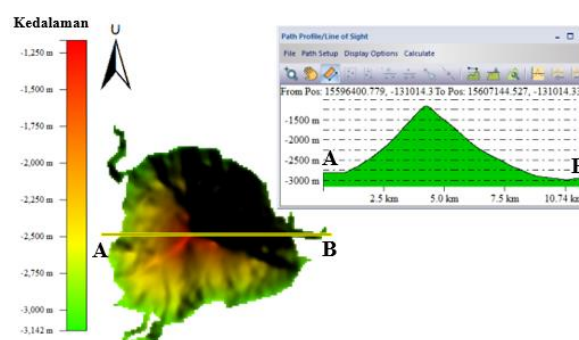 Kedalaman
-1,250 m
-1,500 m
-1,750 m
-2,000 m
-2,250 m
-2,500 m
-2,750 m
-3,000 m
-3,142 m
U
A
B
Path Profile/Line of Sight
File Path Setup Display Options Calculate
From Pos: 15596400.779, -131014.3 To Pos: 15607144.527, -131014.33
-1500 m
-2000 m
-2500 m
-3000 m
A
B
2.5 km 5.0 km 7.5 km 10.74 km